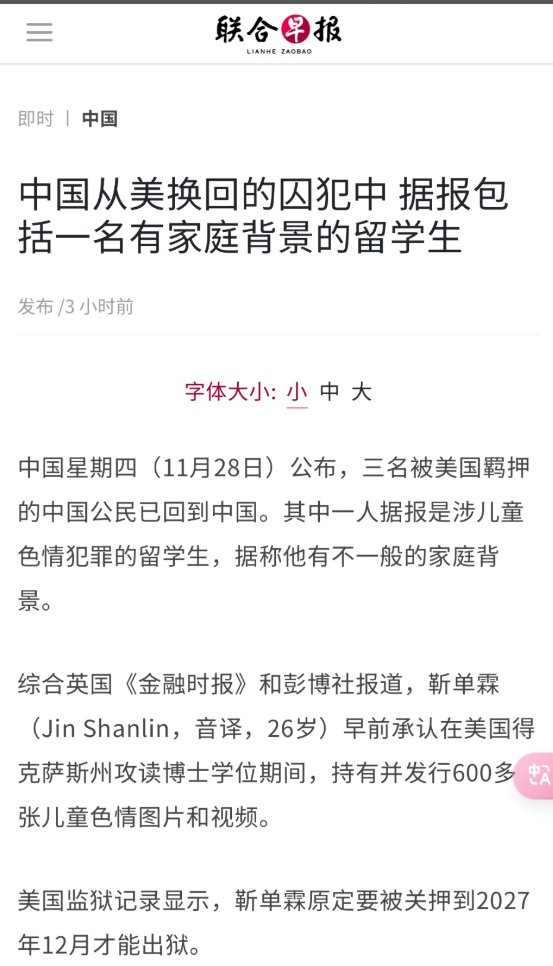 联合早报
LIANHE ZAOBAO
即时 | 中国
中国从美换回的囚犯中 据报包
括一名有家庭背景的留学生
发布 /3 小时前
字体大小: 小 中 大
中国星期四（11月28日）公布，三名被美国羁押
的中国公民已回到中国。其中一人据报是涉儿童
色情犯罪的留学生，据称他有不一般的家庭背
景。
综合英国《金融时报》和彭博社报道，靳单霖
（Jin Shanlin，音译，26岁）早前承认在美国得
克萨斯州攻读博士学位期间，持有并发行600多
张儿童色情图片和视频。
美国监狱记录显示，靳单霖原定要被关押到2027
年12月才能出狱。
中A